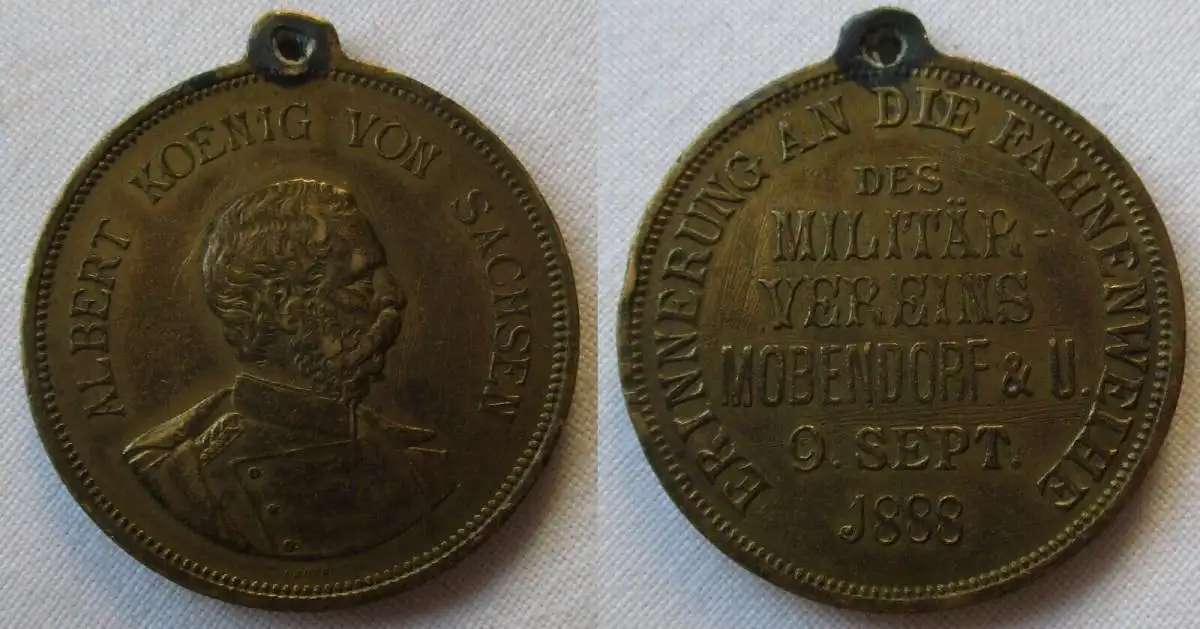 ALBERT KOENIG VON SACHSEN
ERINNERUNG AN DIE FAHNENWEIHE
DES
MILITÄR-
VEREINS
MOBENDORF & U.
9. SEPT.
1888